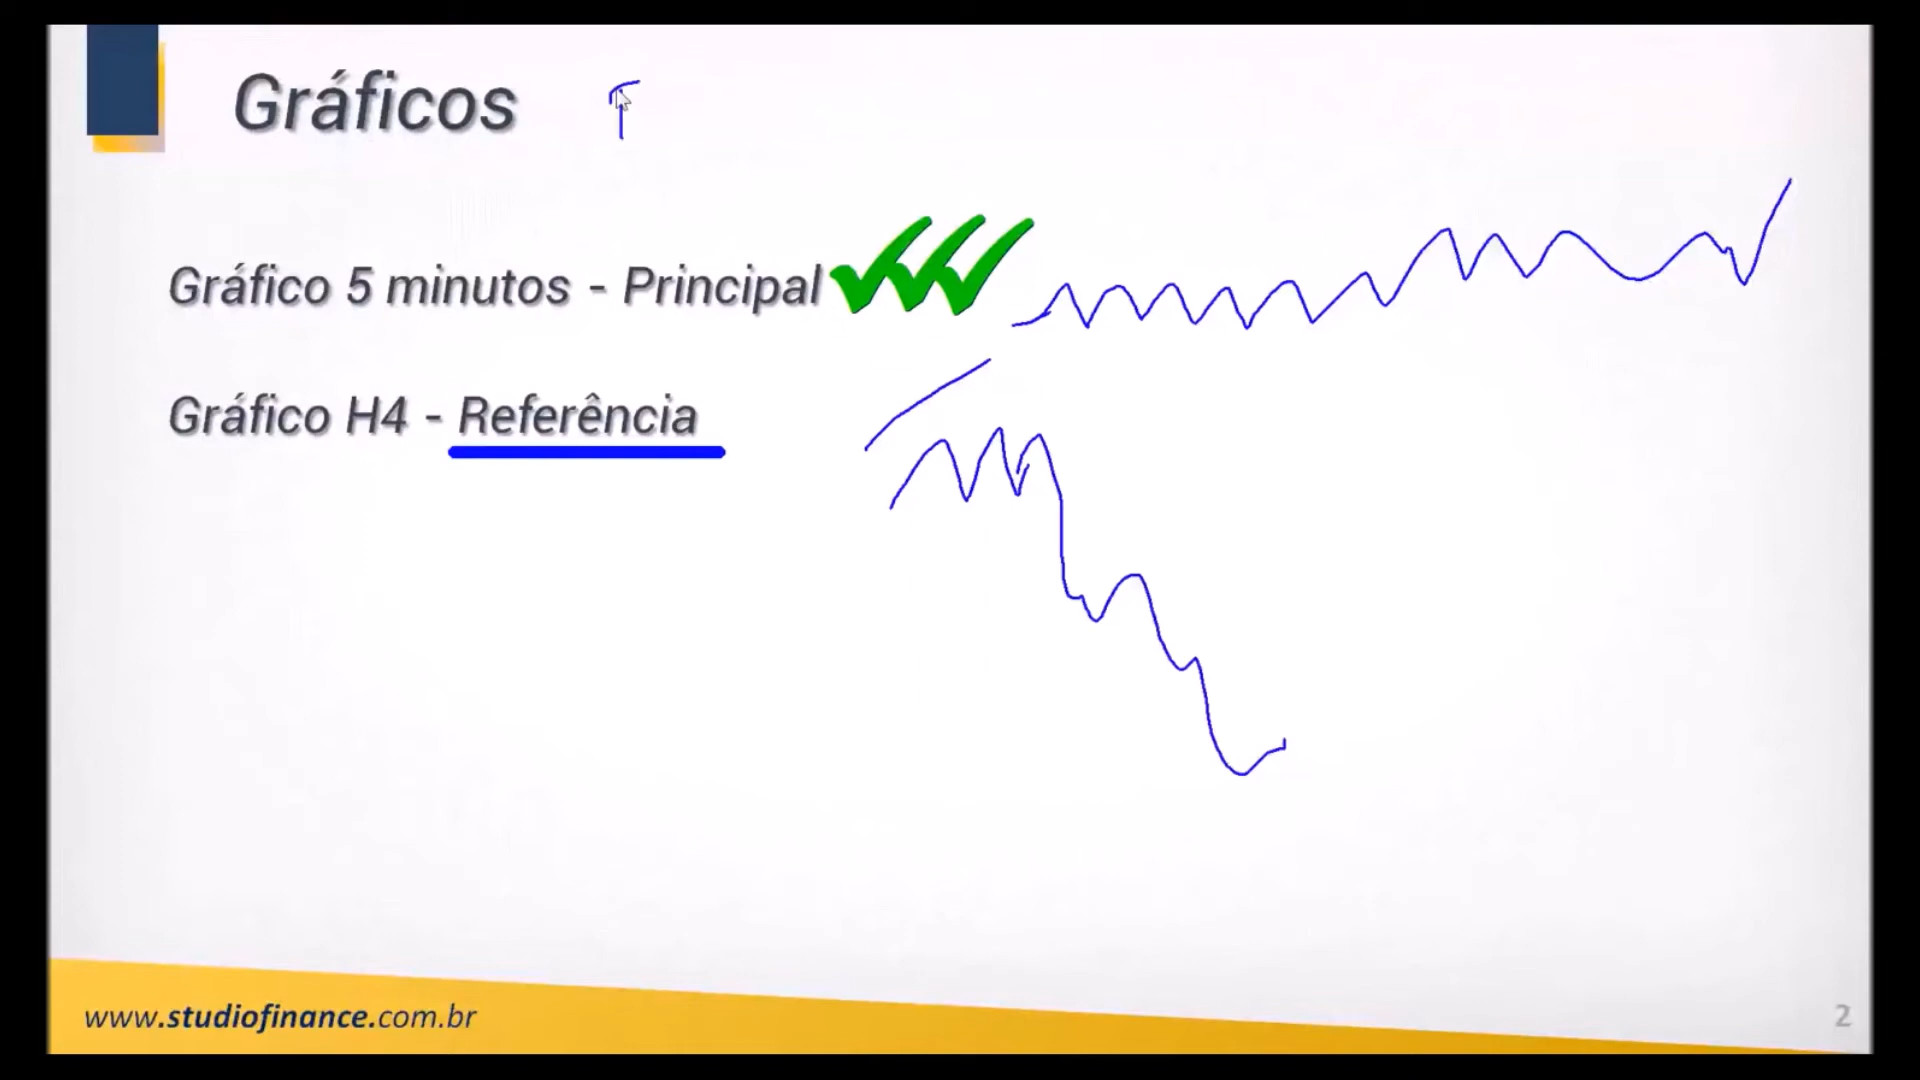 Gráficos
Gráfico 5 minutos - Principal
Gráfico H4 - Referência
www.studiofinance.com.br
2